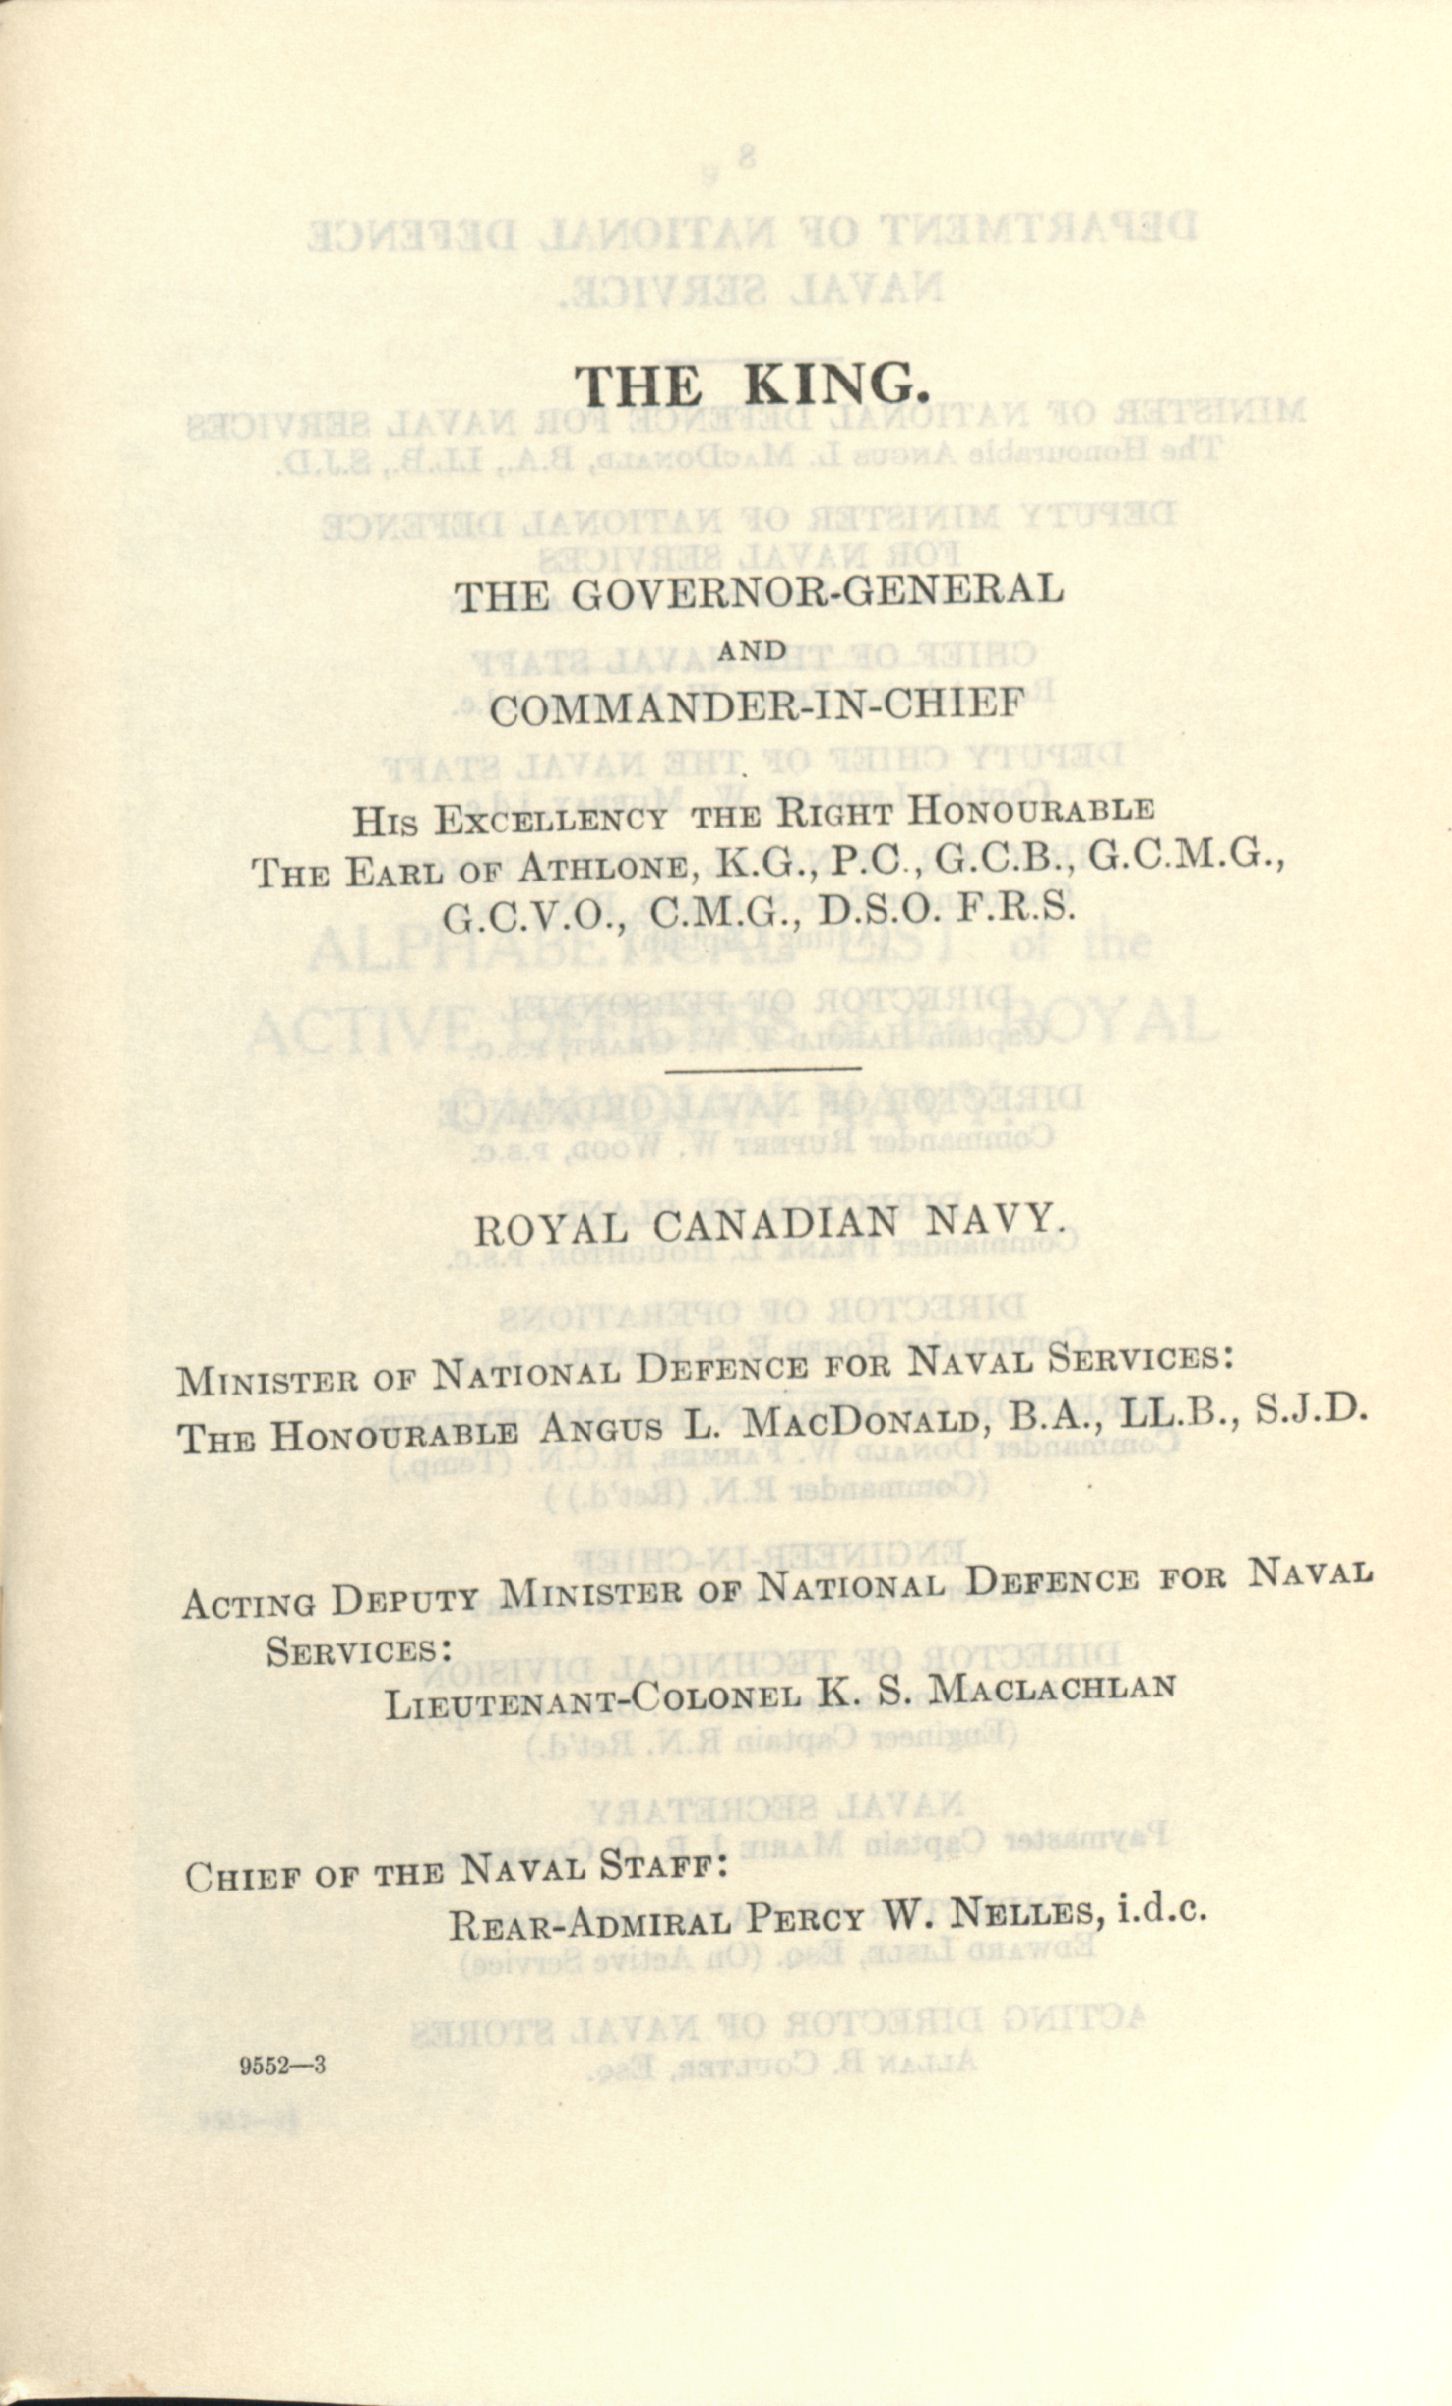 THE KING.
THE GOVERNOR-GENERAL
AND
COMMANDER-IN-CHIEF
His Excellency the Right Honourable
The Earl of Athlone, K.G., P.C., G.C.B., G.C.M.G.,
G.C.V.O., C.M.G., D.S.O. F.R.S.
ROYAL CANADIAN NAVY.
Minister of National Defence for Naval Services:
The Honourable Angus L. MacDonald, B.A., LL.B., S.J.D.
Acting Deputy Minister of National Defence for Naval
Services:
Lieutenant-Colonel K. S. Maclachlan
Chief of the Naval Staff:
Rear-Admiral Percy W. Nelles, i.d.c.
9552—3